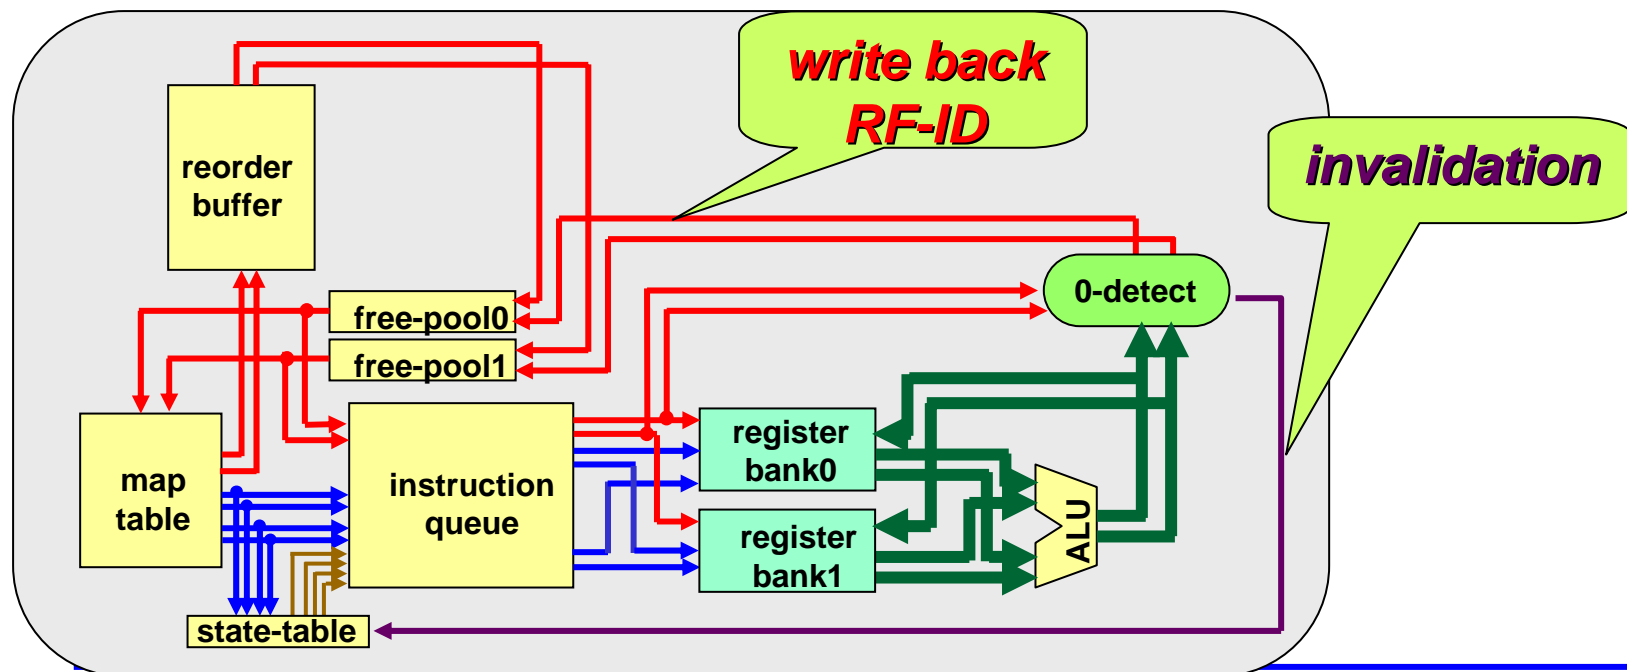 write back
RF-ID
invalidation
reorder
buffer
0-detect
free-pool0
free-pool1
map
table
instruction
queue
register
bank0
register
bank1
ALU
state-table